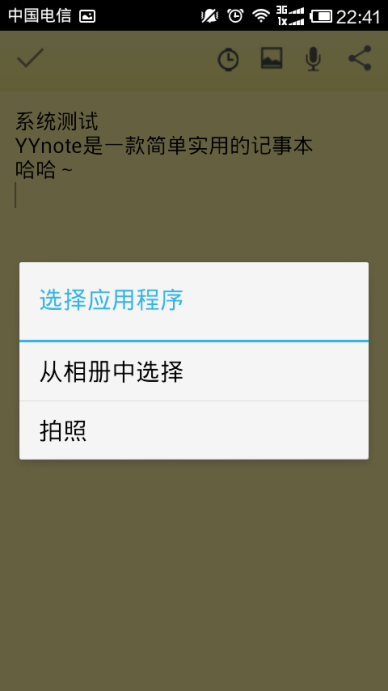 中国电信 3G 1X 22:41
系统测试
YYnote是一款简单实用的记事本
哈哈~
选择应用程序
从相册中选择
拍照